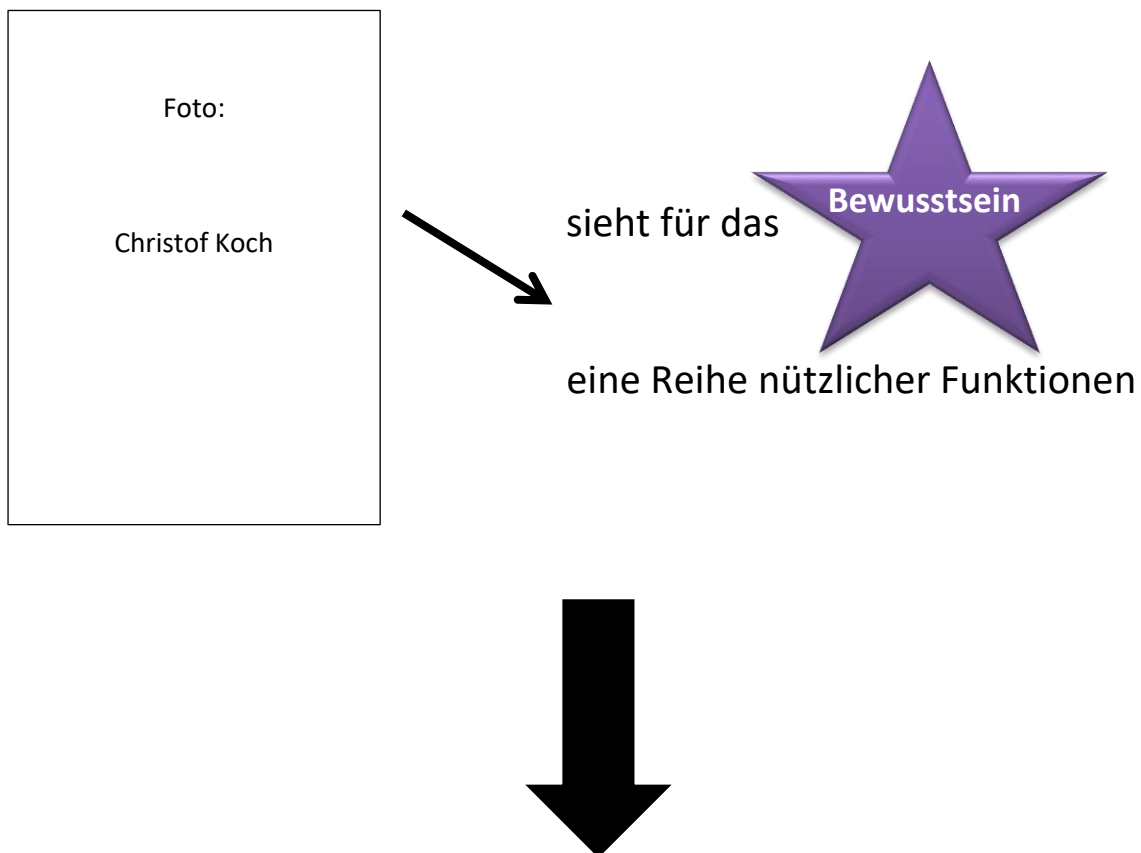 Foto:
Christof Koch
sieht für das
Bewusstsein
eine Reihe nützlicher Funktionen